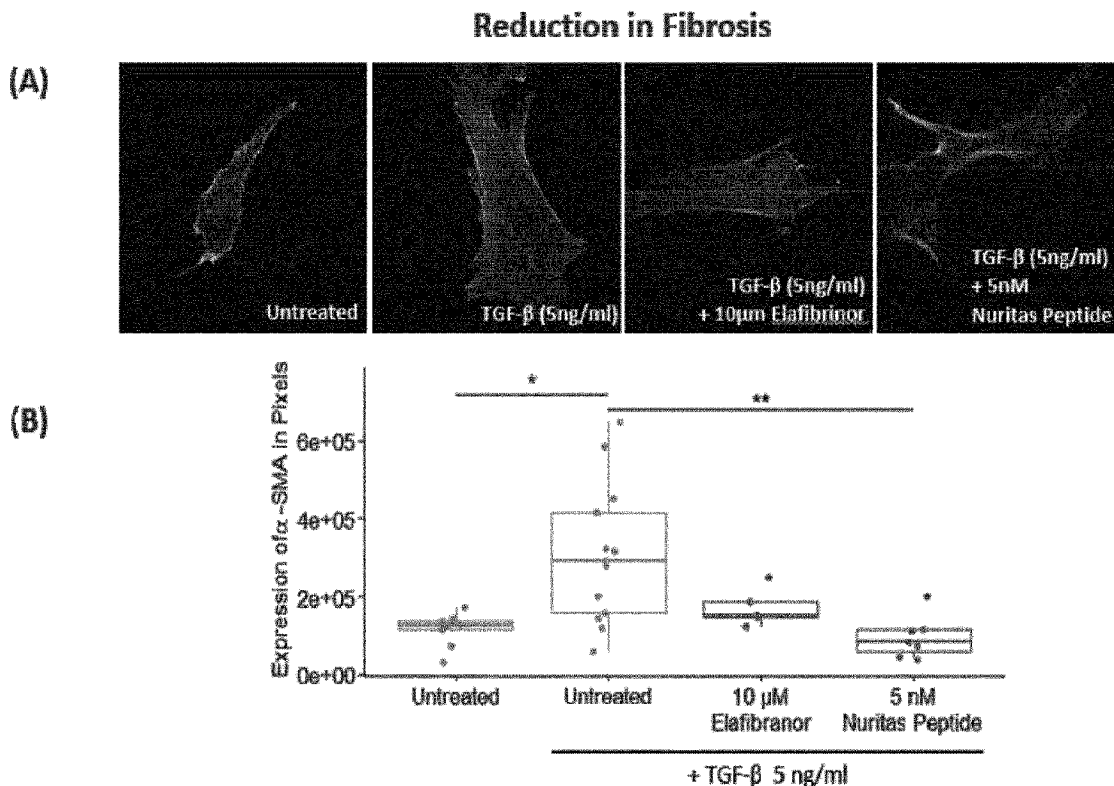 Reduction in Fibrosis
(A)
Untreated
TGF-β (5ng/ml)
TGF-β (5ng/ml)
+ 10μm Elafibrinor
TGF-β (5ng/ml)
+ 5nM
Nuritas Peptide
(B)
Expression of α -SMA in Pixels
6e+05
4e+05
2e+05
0e+00
*
**
Untreated
Untreated
10 μM
Elafibranor
5 nM
Nuritas Peptide
+ TGF-β 5 ng/ml